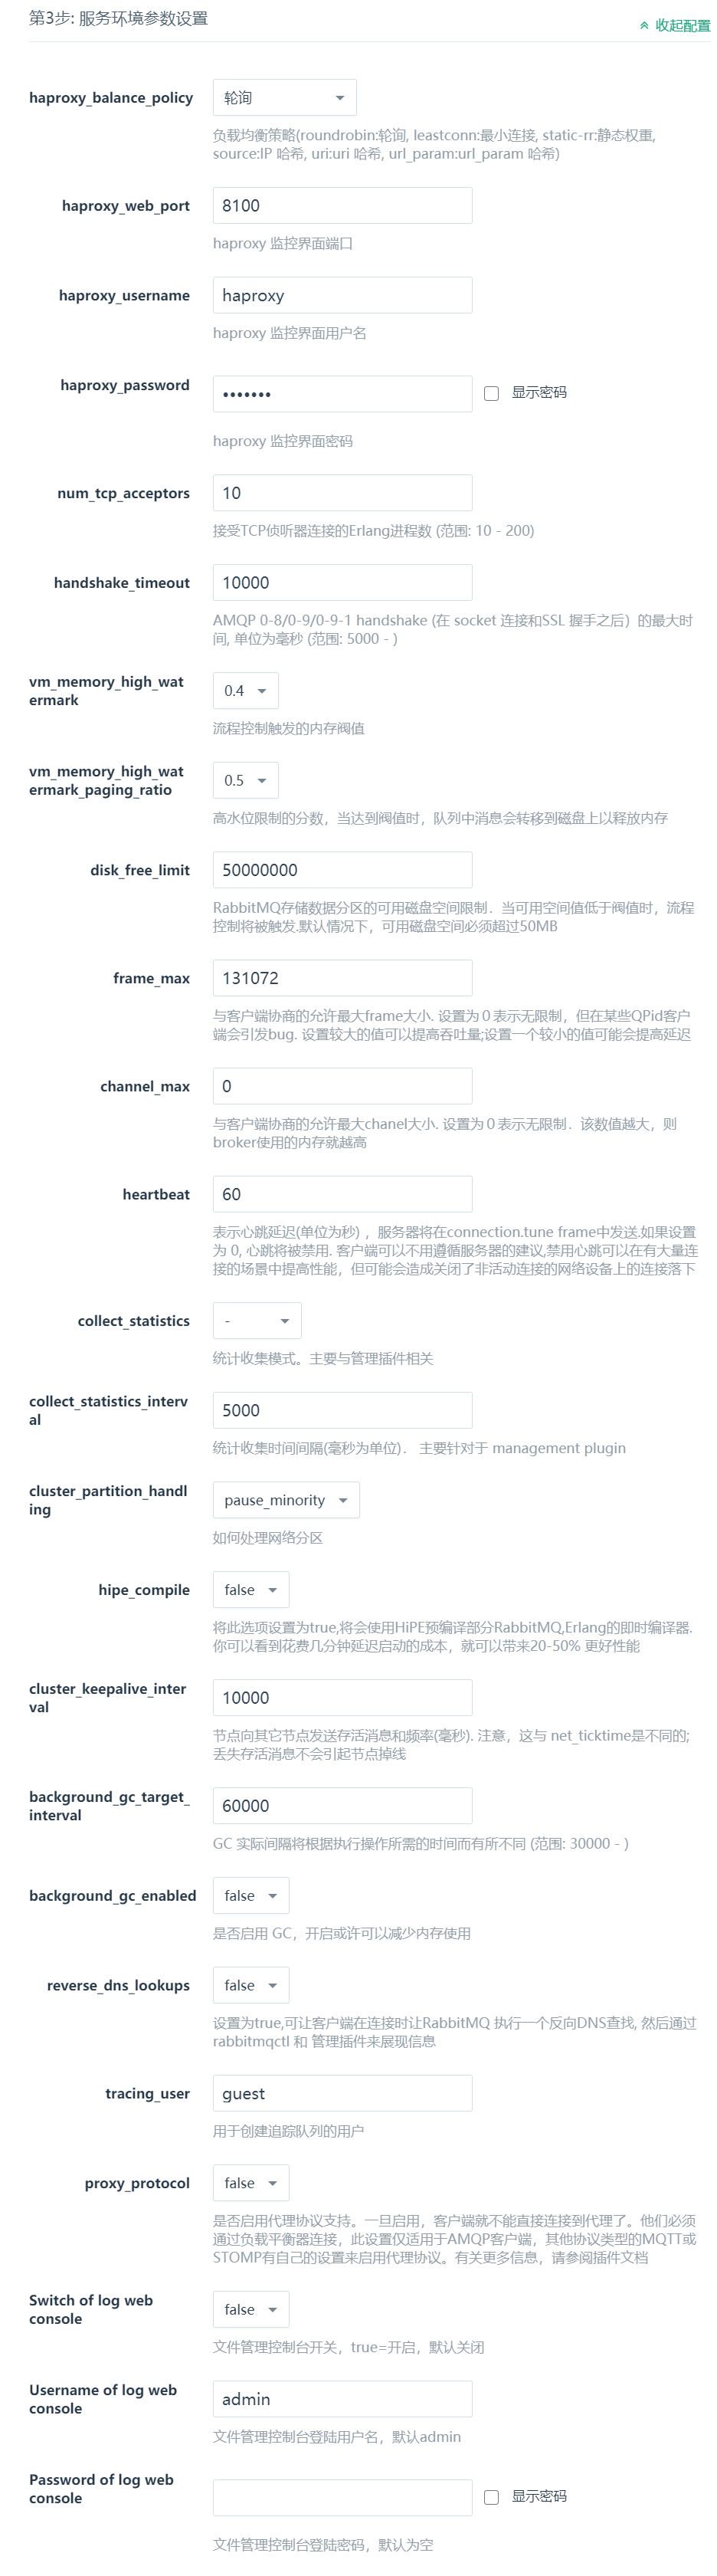 第3步: 服务环境参数设置
收起配置
haproxy_balance_policy
轮询
负载均衡策略(roundrobin:轮询, leastconn:最小连接, static-rr:静态权重,
source:IP 哈希, uri:uri 哈希, url_param:url_param 哈希)
haproxy_web_port
8100
haproxy 监控界面端口
haproxy_username
haproxy
haproxy 监控界面用户名
haproxy_password
•••••••
显示密码
haproxy 监控界面密码
num_tcp_acceptors
10
接受TCP侦听器连接的Erlang进程数 (范围: 10 - 200)
handshake_timeout
10000
AMQP 0-8/0-9/0-9-1 handshake (在 socket 连接和SSL 握手之后）的最大时
间, 单位为毫秒 (范围: 5000 - )
vm_memory_high_wat
ermark
0.4
流程控制触发的内存阀值
vm_memory_high_wat
ermark_paging_ratio
0.5
高水位限制的分数，当达到阀值时，队列中消息会转移到磁盘上以释放内存
disk_free_limit
50000000
RabbitMQ存储数据分区的可用磁盘空间限制．当可用空间值低于阀值时，流程
控制将被触发.默认情况下，可用磁盘空间必须超过50MB
frame_max
131072
与客户端协商的允许最大frame大小. 设置为０表示无限制，但在某些QPid客户
端会引发bug. 设置较大的值可以提高吞吐量;设置一个较小的值可能会提高延迟
channel_max
0
与客户端协商的允许最大chanel大小. 设置为０表示无限制．该数值越大，则
broker使用的内存就越高
heartbeat
60
表示心跳延迟(单位为秒) ，服务器将在connection.tune frame中发送.如果设置
为 0, 心跳将被禁用. 客户端可以不用遵循服务器的建议,禁用心跳可以在有大量连
接的场景中提高性能，但可能会造成关闭了非活动连接的网络设备上的连接落下
collect_statistics
-
统计收集模式。主要与管理插件相关
collect_statistics_interv
al
5000
统计收集时间间隔(毫秒为单位)． 主要针对于 management plugin
cluster_partition_handl
ing
pause_minority
如何处理网络分区
hipe_compile
false
将此选项设置为true,将会使用HiPE预编译部分RabbitMQ,Erlang的即时编译器.
你可以看到花费几分钟延迟启动的成本，就可以带来20-50% 更好性能
cluster_keepalive_inter
val
10000
节点向其它节点发送存活消息和频率(毫秒). 注意，这与 net_ticktime是不同的;
丢失存活消息不会引起节点掉线
background_gc_target_
interval
60000
GC 实际间隔将根据执行操作所需的时间而有所不同 (范围: 30000 - )
background_gc_enabled
false
是否启用 GC，开启或许可以减少内存使用
reverse_dns_lookups
false
设置为true,可让客户端在连接时让RabbitMQ 执行一个反向DNS查找, 然后通过
rabbitmqctl 和 管理插件来展现信息
tracing_user
guest
用于创建追踪队列的用户
proxy_protocol
false
是否启用代理协议支持。一旦启用，客户端就不能直接连接到代理了。他们必须
通过负载平衡器连接，此设置仅适用于AMQP客户端，其他协议类型的MQTT或
STOMP有自己的设置来启用代理协议。有关更多信息，请参阅插件文档
Switch of log web
console
false
文件管理控制台开关，true=开启，默认关闭
Username of log web
console
admin
文件管理控制台登陆用户名，默认admin
Password of log web
console
显示密码
文件管理控制台登陆密码，默认为空